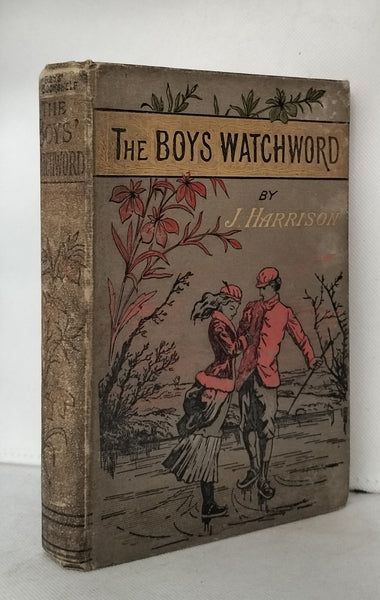 THE BOYS WATCHWORD
BY
J. HARRISON
THE
BOYS'
WATCHWORD